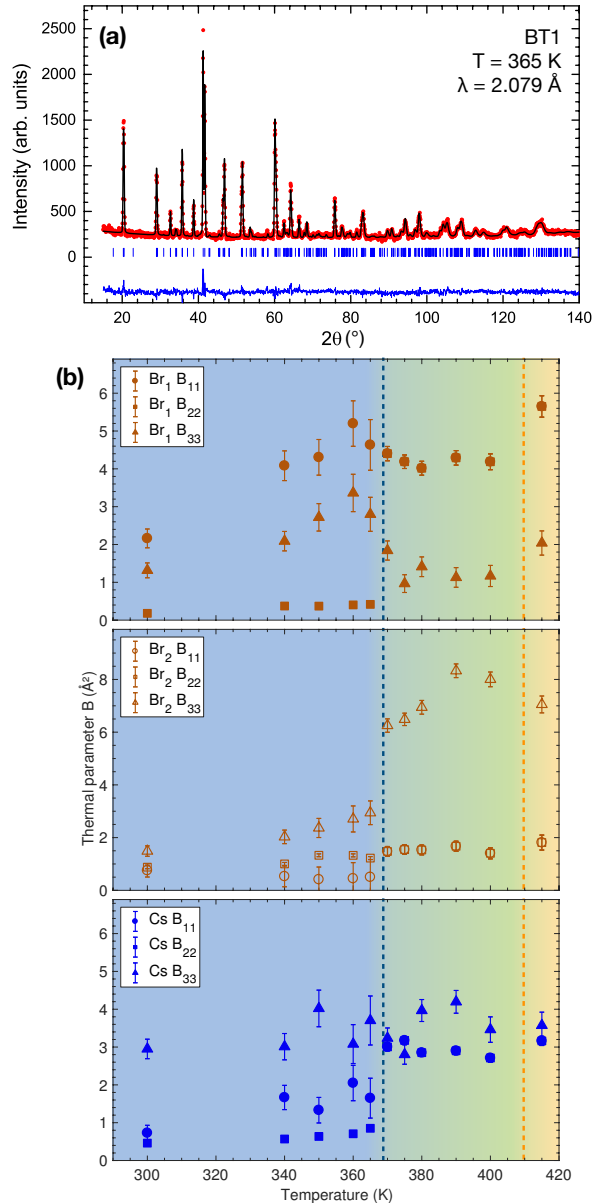 (a)
BT1
T = 365 K
λ = 2.079 Å
Intensity (arb. units)
2500
2000
1500
1000
500
0
20 40 60 80 100 120 140
2θ (°)
(b)
Br₁ B₁₁
Br₁ B₂₂
Br₁ B₃₃
6
5
4
3
2
1
0
Br₂ B₁₁
Br₂ B₂₂
Br₂ B₃₃
8
6
4
2
0
Thermal parameter B (Å²)
Cs B₁₁
Cs B₂₂
Cs B₃₃
6
5
4
3
2
1
0
300 320 340 360 380 400 420
Temperature (K)